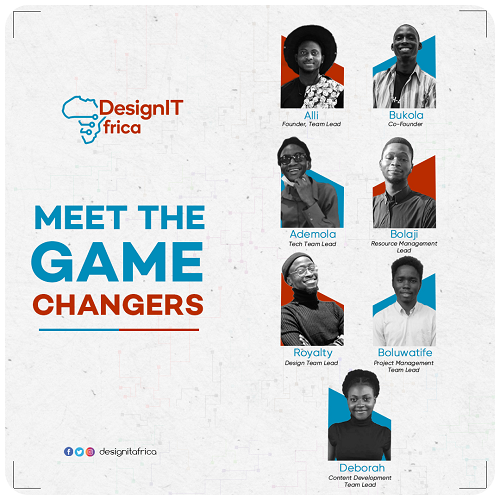 DesignIT
frica
MEET THE
GAME
CHANGERS
designitafrica
Alli
Founder, Team Lead
Bukola
Co-Founder
Ademola
Tech Team Lead
Bolaji
Resource Management
Lead
Royalty
Design Team Lead
Boluwatife
Project Management
Team Lead
Deborah
Content Development
Team Lead